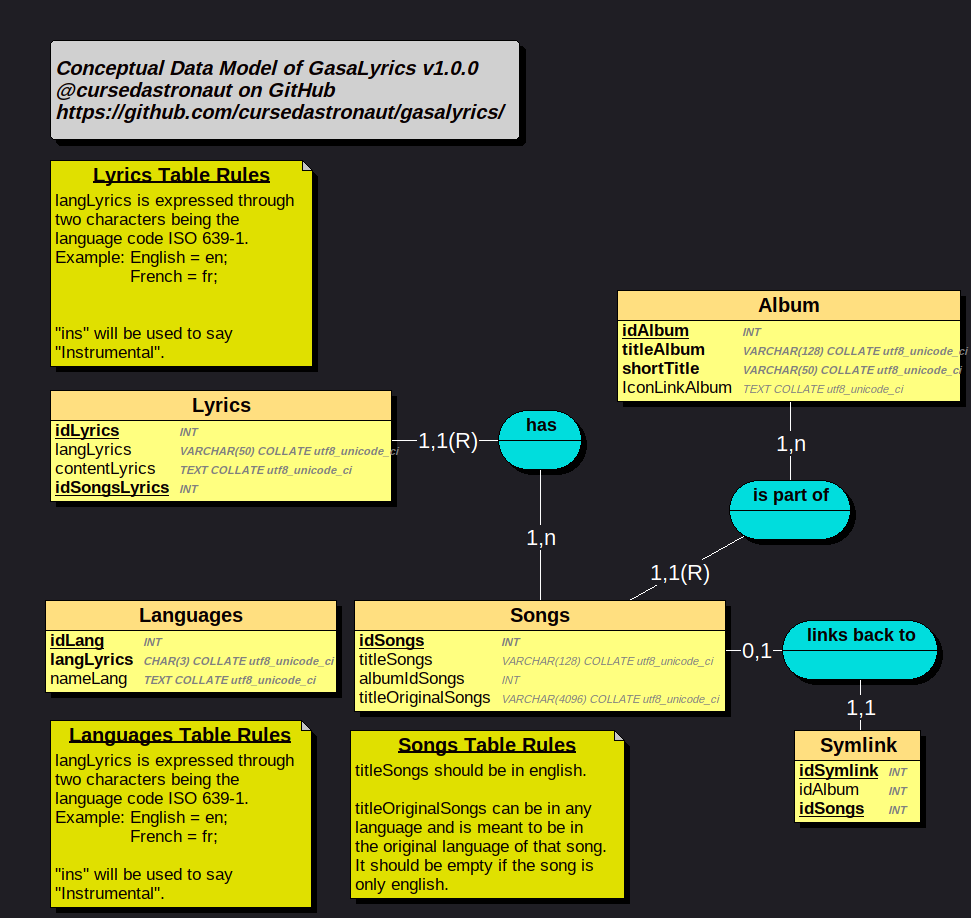 Conceptual Data Model of GasaLyrics v1.0.0
@cursedastronaut on GitHub
https://github.com/cursedastronaut/gasalyrics/
Lyrics Table Rules
langLyrics is expressed through
two characters being the
language code ISO 639-1.
Example: English = en;
French = fr;
"ins" will be used to say
"Instrumental".
Album
idAlbum INT
titleAlbum VARCHAR(128) COLLATE utf8_unicode_ci
shortTitle VARCHAR(50) COLLATE utf8_unicode_ci
IconLinkAlbum TEXT COLLATE utf8_unicode_ci
Lyrics
idLyrics INT
langLyrics VARCHAR(50) COLLATE utf8_unicode_ci
contentLyrics TEXT COLLATE utf8_unicode_ci
idSongsLyrics INT
1,1(R)
has
1,n
1,n
is part of
1,1(R)
Languages
idLang INT
langLyrics CHAR(3) COLLATE utf8_unicode_ci
nameLang TEXT COLLATE utf8_unicode_ci
Songs
idSongs INT
titleSongs VARCHAR(128) COLLATE utf8_unicode_ci
albumIdSongs INT
titleOriginalSongs VARCHAR(4096) COLLATE utf8_unicode_ci
0,1
links back to
1,1
Symlink
idSymlink INT
idAlbum INT
idSongs INT
Languages Table Rules
langLyrics is expressed through
two characters being the
language code ISO 639-1.
Example: English = en;
French = fr;
"ins" will be used to say
"Instrumental".
Songs Table Rules
titleSongs should be in english.
titleOriginalSongs can be in any
language and is meant to be in
the original language of that song.
It should be empty if the song is
only english.